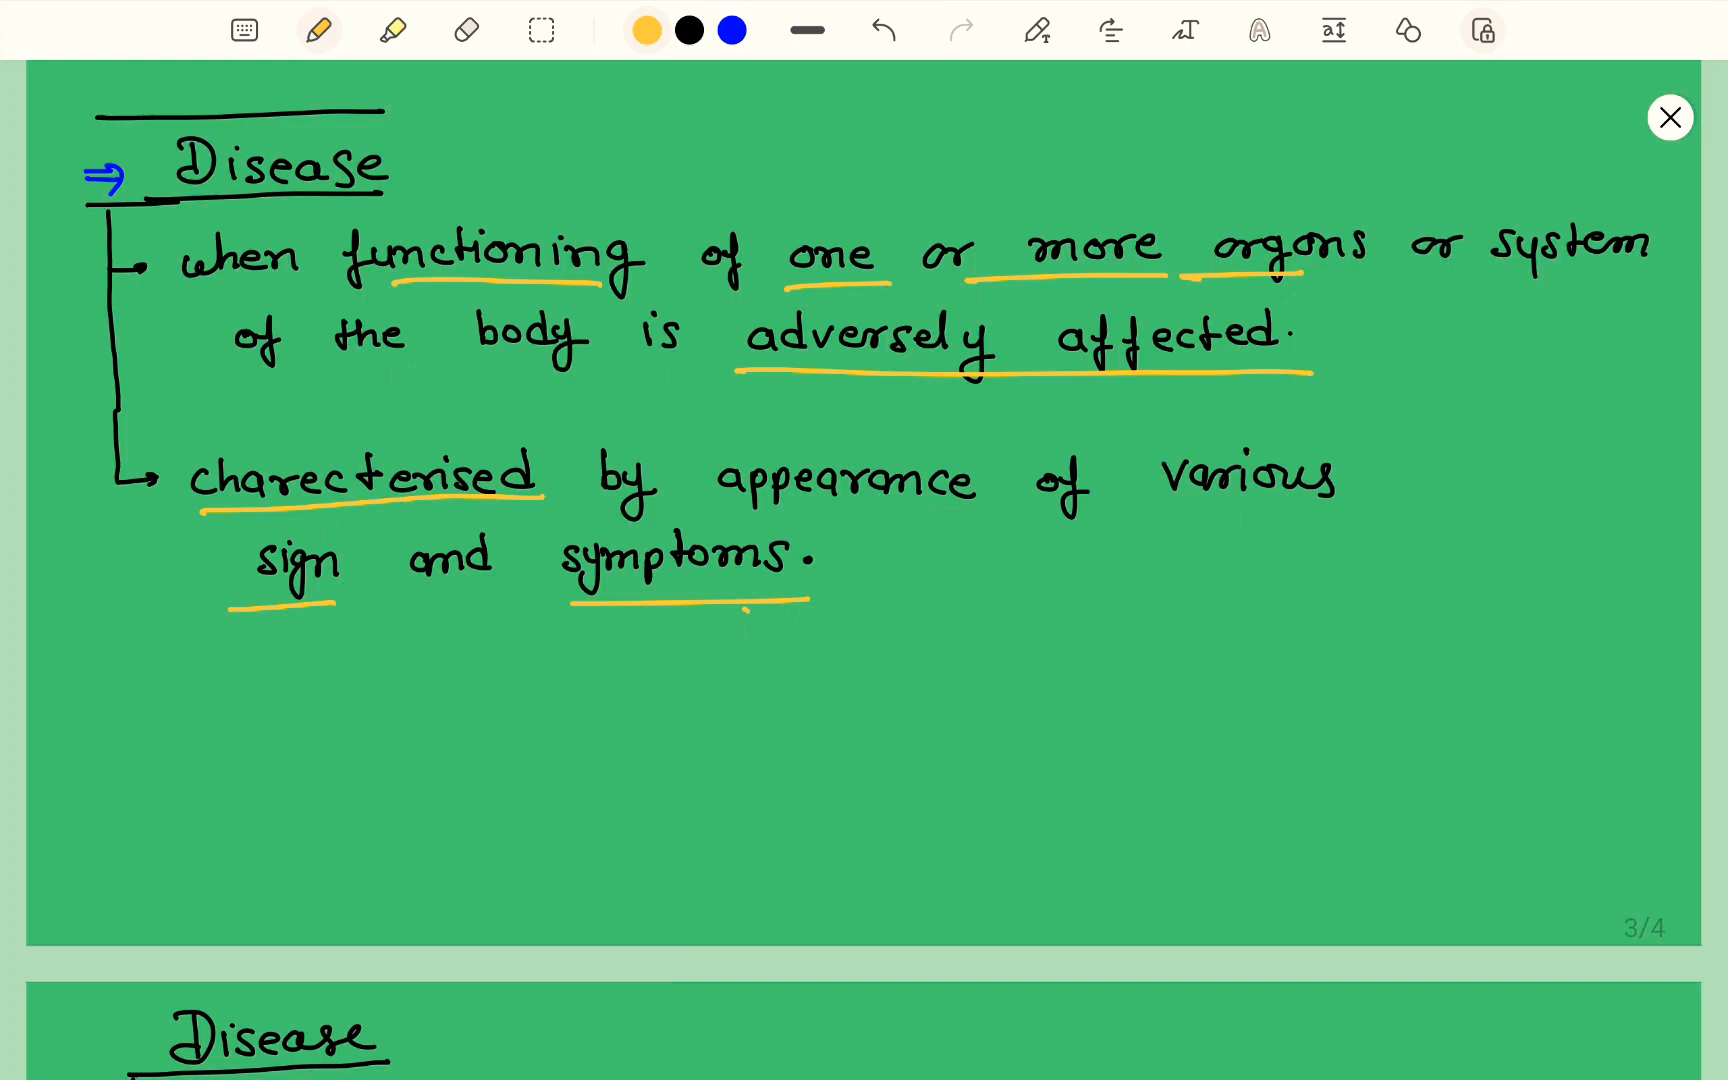 ⇒ Disease
→ when functioning of one or more orgons or system
of the body is adversely affected.
→ charecterised by appearance of various
sign and symptoms.
3/4
Disease